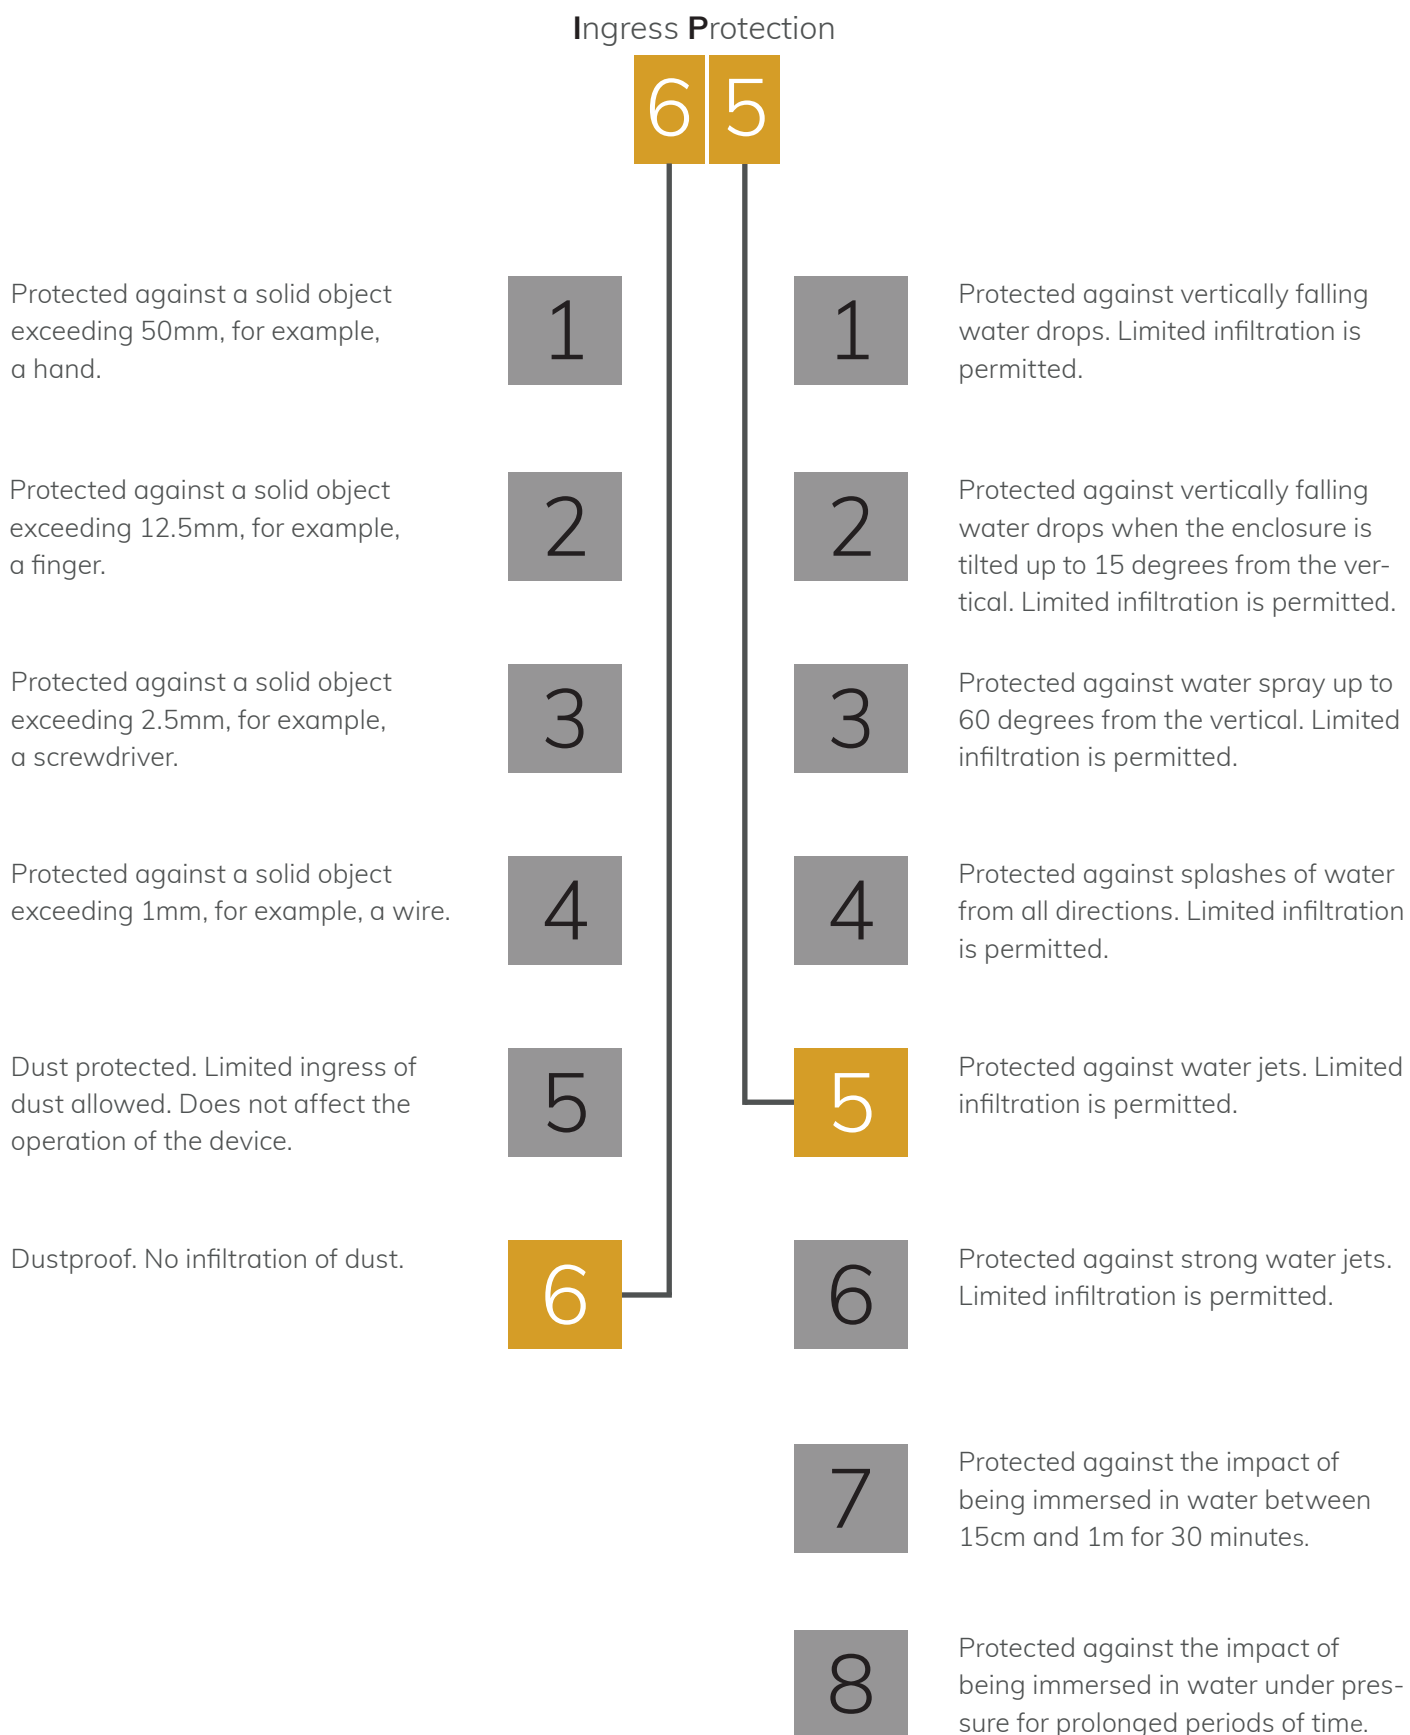 Ingress Protection
6 5
Protected against a solid object
exceeding 50mm, for example,
a hand.
1
1
Protected against vertically falling
water drops. Limited infiltration is
permitted.
Protected against a solid object
exceeding 12.5mm, for example,
a finger.
2
2
Protected against vertically falling
water drops when the enclosure is
tilted up to 15 degrees from the ver-
tical. Limited infiltration is permitted.
Protected against a solid object
exceeding 2.5mm, for example,
a screwdriver.
3
3
Protected against water spray up to
60 degrees from the vertical. Limited
infiltration is permitted.
Protected against a solid object
exceeding 1mm, for example, a wire.
4
4
Protected against splashes of water
from all directions. Limited infiltration
is permitted.
Dust protected. Limited ingress of
dust allowed. Does not affect the
operation of the device.
5
5
Protected against water jets. Limited
infiltration is permitted.
Dustproof. No infiltration of dust.
6
6
Protected against strong water jets.
Limited infiltration is permitted.
7
Protected against the impact of
being immersed in water between
15cm and 1m for 30 minutes.
8
Protected against the impact of
being immersed in water under pres-
sure for prolonged periods of time.